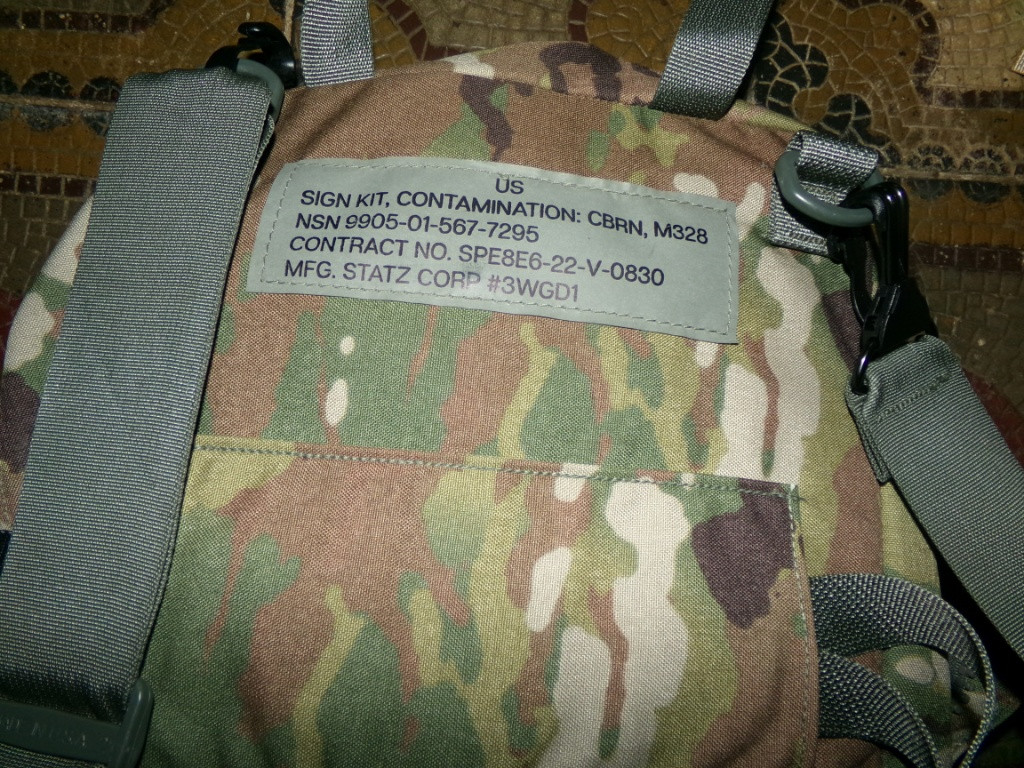 US
SIGN KIT, CONTAMINATION: CBRN, M328
NSN 9905-01-567-7295
CONTRACT NO. SPE8E6-22-V-0830
MFG. STATZ CORP #3WGD1